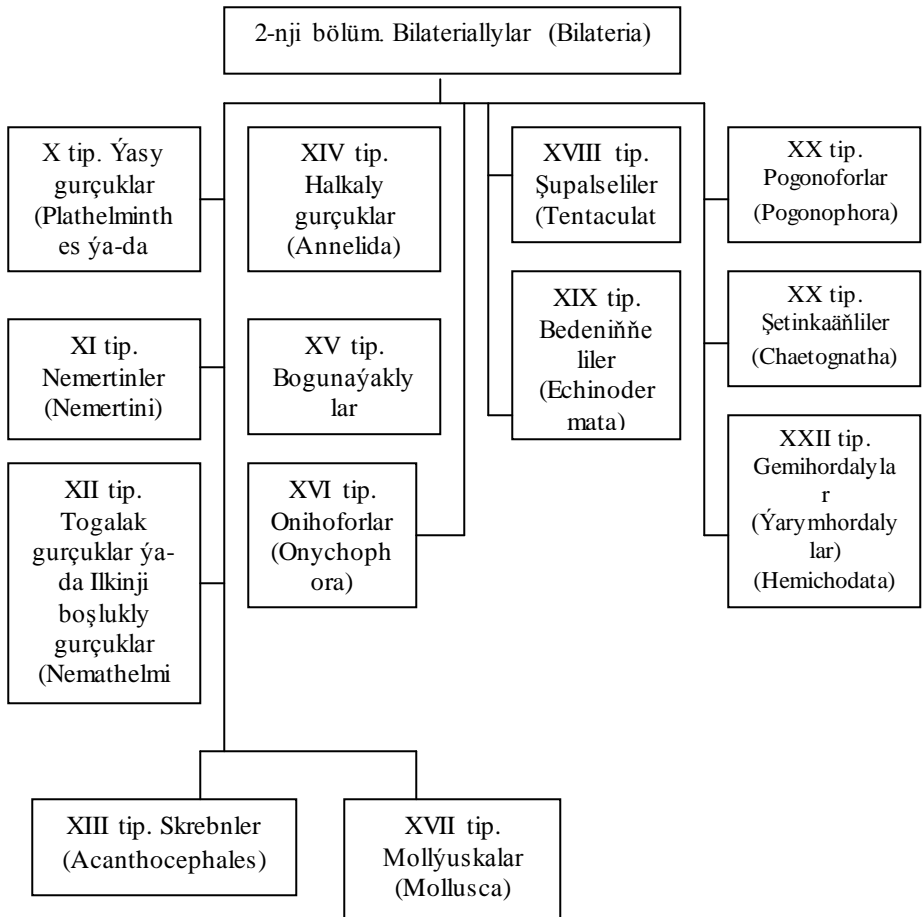 2-nji bölüm. Bilateriallylar (Bilateria)
X tip. Ýasy
gurçuklar
(Plathelminth
es ýa-da
XI tip.
Nemertinler
(Nemertini)
XII tip.
Togalak
gurçuklar ýa-
da Ilkinji
boşlukly
gurçuklar
(Nemathelmi
XIV tip.
Halkaly
gurçuklar
(Annelida)
XV tip.
Bogunaýakly
lar
XVI tip.
Onihoforlar
(Onychoph
ora)
XVIII tip.
Şupalseliler
(Tentaculat
XIX tip.
Bedeniňňe
liler
(Echinoder
mata)
XX tip.
Pogonoforlar
(Pogonophora)
XX tip.
Şetinkaäňliler
(Chaetognatha)
XXII tip.
Gemihordalyla
r
(Ýarymhordaly
lar)
(Hemichodata)
XIII tip. Skrebnler
(Acanthocephales)
XVII tip.
Mollýuskalar
(Mollusca)